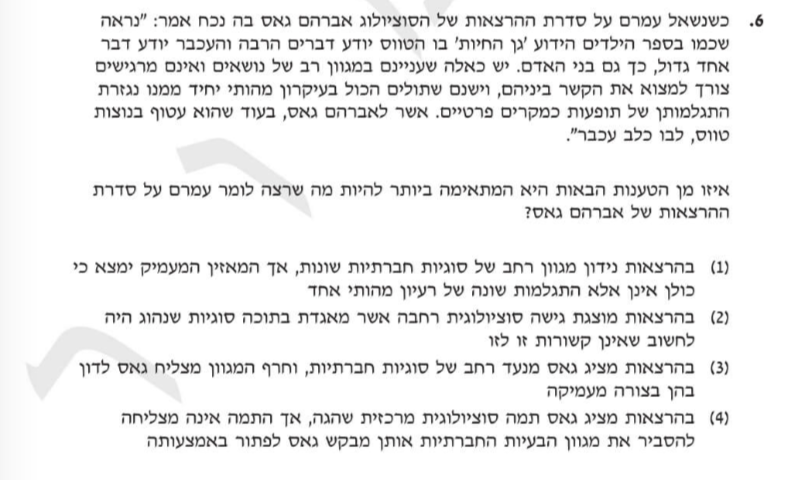 6. כשנשאל עמרם על סדרת ההרצאות של הסוציולוג אברהם גאס בה נכח אמר: "נראה
שכמו בספר הילדים הידוע 'גן החיות' בו הטווס יודע דברים הרבה והעכבר יודע דבר
אחד גדול, כך גם בני האדם. יש כאלה שעניינם במגוון רב של נושאים ואינם מרגישים
צורך למצוא את הקשר ביניהם, וישנם שתולים הכול בעיקרון מהותי יחיד ממנו נגזרת
התגלמותן של תופעות כמקרים פרטיים. אשר לאברהם גאס, בעוד שהוא עטוף בנוצות
טווס, לבו כלב עכבר".
איזו מן הטענות הבאות היא המתאימה ביותר להיות מה שרצה לומר עמרם על סדרת
ההרצאות של אברהם גאס?
(1) בהרצאות נידון מגוון רחב של סוגיות חברתיות שונות, אך המאזין המעמיק ימצא כי
כולן אינן אלא התגלמות שונה של רעיון מהותי אחד
(2) בהרצאות מוצגת גישה סוציולוגית רחבה אשר מאגדת בתוכה סוגיות שנהוג היה
לחשוב שאינן קשורות זו לזו
(3) בהרצאות מציג גאס מנעד רחב של סוגיות חברתיות, וחרף המגוון מצליח גאס לדון
בהן בצורה מעמיקה
(4) בהרצאות מציג גאס תמה סוציולוגית מרכזית שהגה, אך התמה אינה מצליחה
להסביר את מגוון הבעיות החברתיות אותן מבקש גאס לפתור באמצעותה